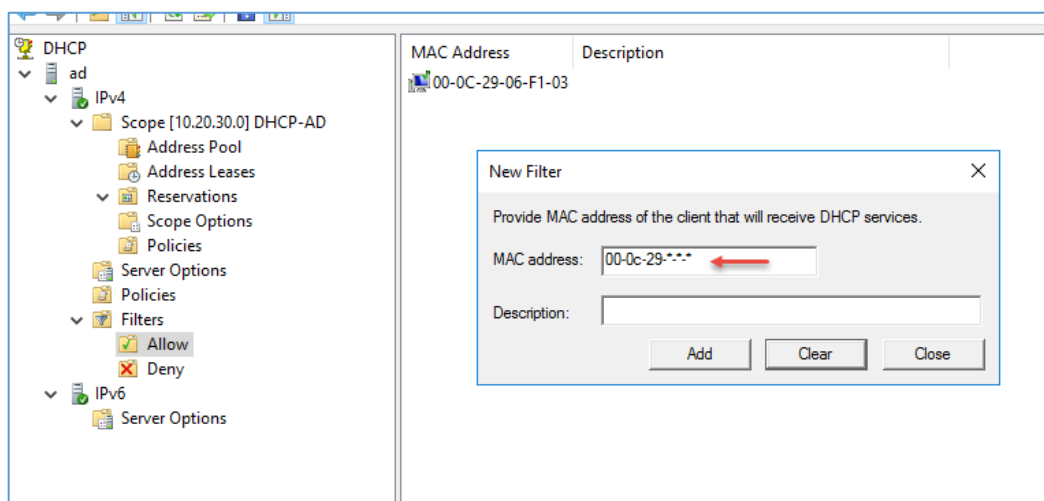 DHCP
ad
IPv4
Scope [10.20.30.0] DHCP-AD
Address Pool
Address Leases
Reservations
Scope Options
Policies
Server Options
Policies
Filters
Allow
Deny
IPv6
Server Options
MAC Address Description
00-0C-29-06-F1-03
New Filter
Provide MAC address of the client that will receive DHCP services.
MAC address: 00-0c-29-*-*-*
Description:
Add Clear Close